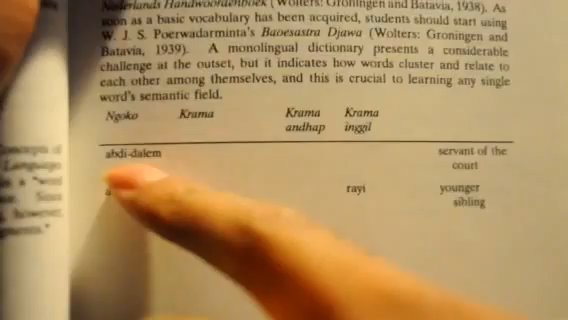 Nederlands Handwoordenboek (Wolters: Groningen and Batavia, 1938). As
soon as a basic vocabulary has been acquired, students should start using
W. J. S. Poerwadarminta's Baoesastra Djawa (Wolters: Groningen and
Batavia, 1939). A monolingual dictionary presents a considerable
challenge at the outset, but it indicates how words cluster and relate to
each other among themselves, and this is crucial to learning any single
word's semantic field.
Ngoko Krama Krama andhap Krama inggil
abdi-dalem servant of the court
rayi younger sibling
Language
however,